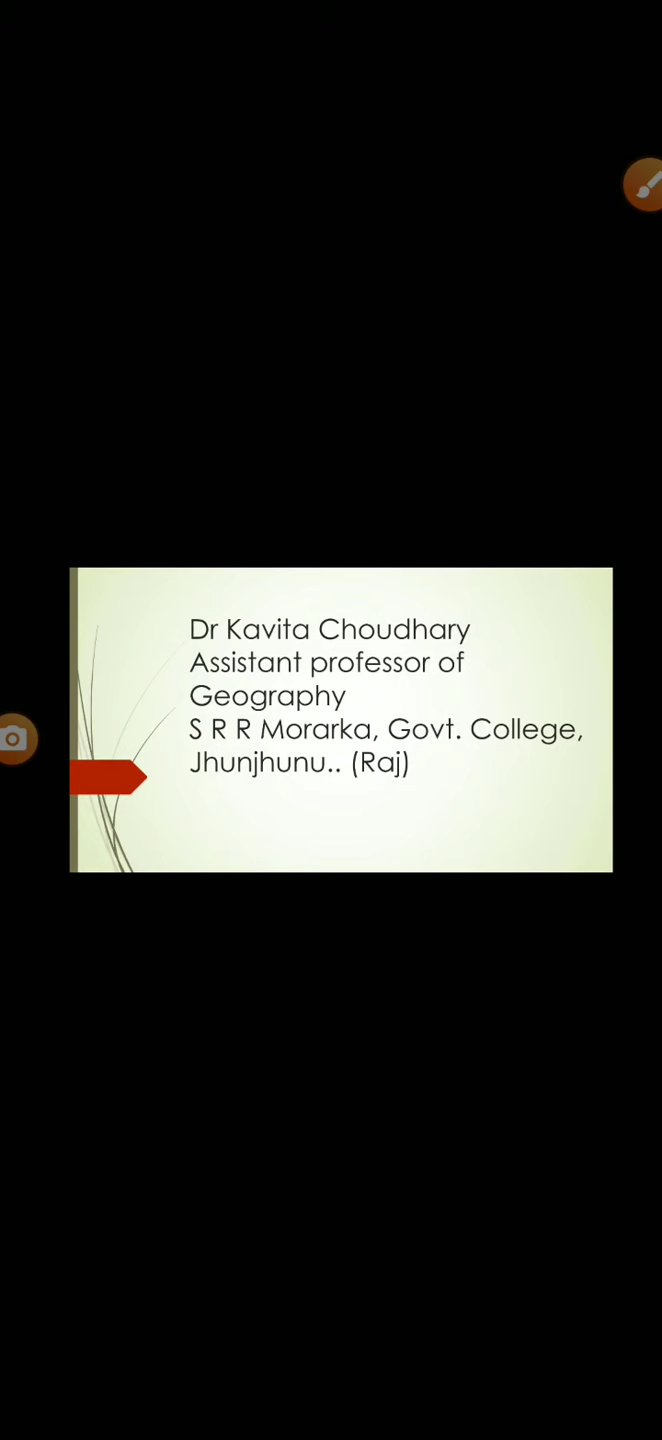 Dr Kavita Choudhary
Assistant professor of
Geography
S R R Morarka, Govt. College,
Jhunjhunu.. (Raj)